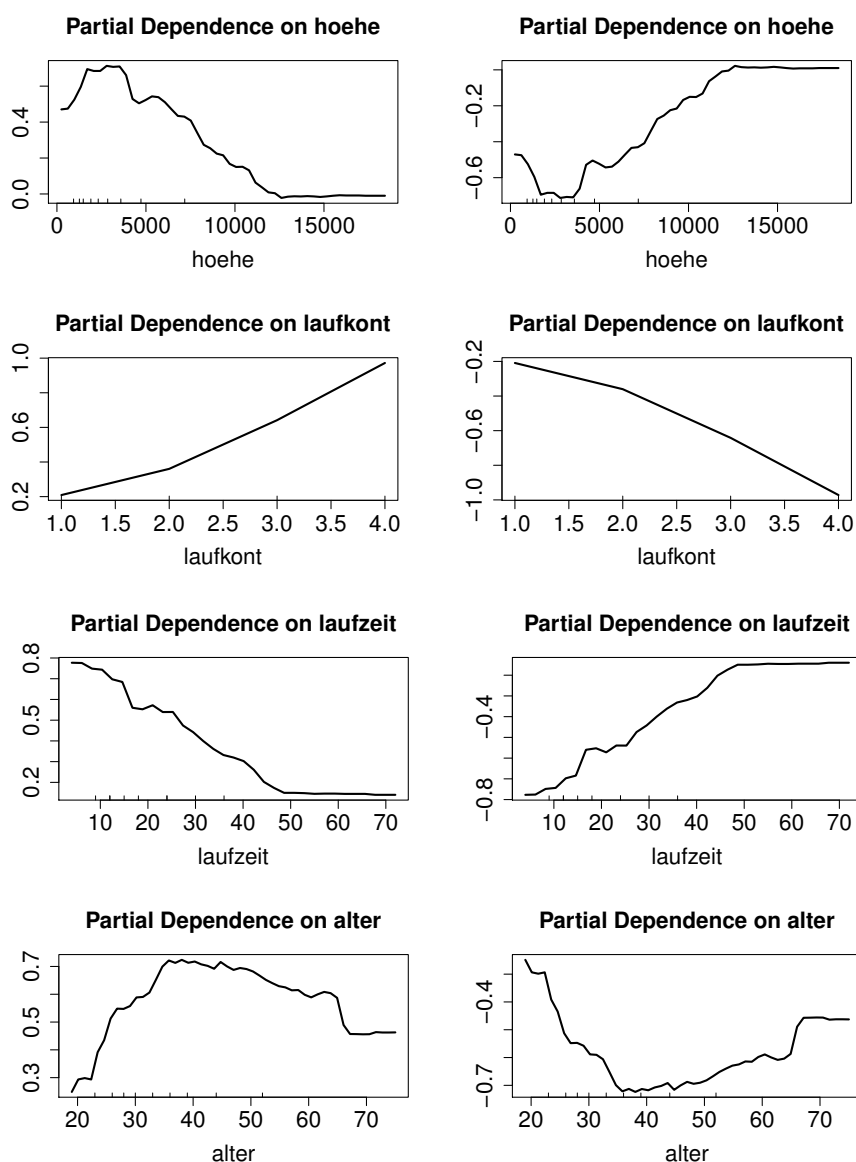 Partial Dependence on hoehe
0.0 0.4
0 5000 10000 15000
hoehe
Partial Dependence on hoehe
−0.6 −0.2
0 5000 10000 15000
hoehe
Partial Dependence on laufkont
0.2 0.6 1.0
1.0 1.5 2.0 2.5 3.0 3.5 4.0
laufkont
Partial Dependence on laufkont
−1.0 −0.6 −0.2
1.0 1.5 2.0 2.5 3.0 3.5 4.0
laufkont
Partial Dependence on laufzeit
0.2 0.5 0.8
10 20 30 40 50 60 70
laufzeit
Partial Dependence on laufzeit
−0.8 −0.4
10 20 30 40 50 60 70
laufzeit
Partial Dependence on alter
0.3 0.5 0.7
20 30 40 50 60 70
alter
Partial Dependence on alter
−0.7 −0.4
20 30 40 50 60 70
alter